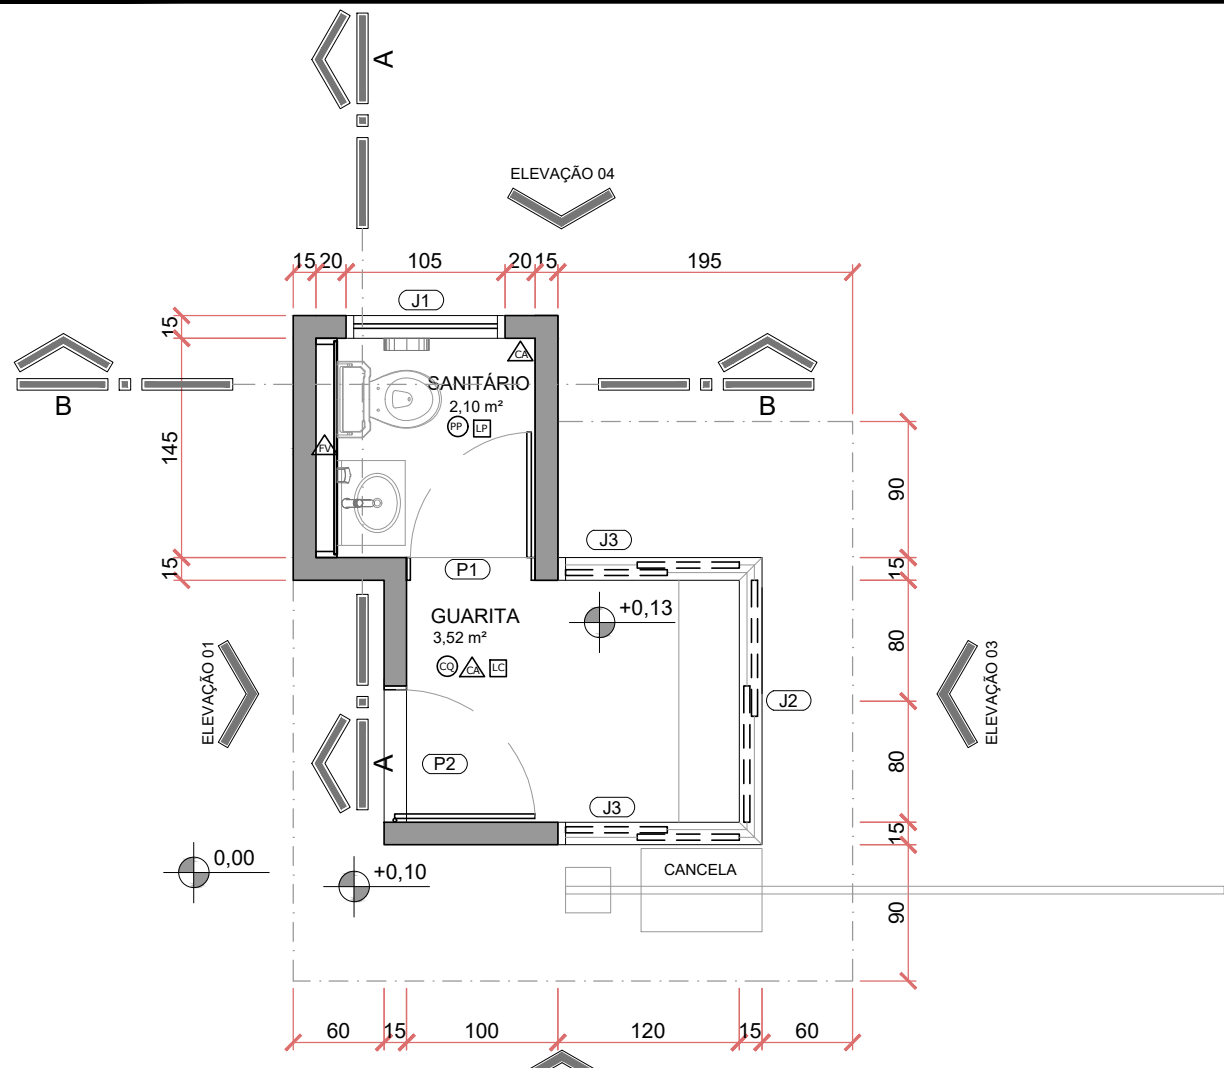 A
ELEVAÇÃO 04
15 20 105 20 15 195
J1
15
CA
B
SANITÁRIO
B
2,10 m²
PP LP
145
FV
90
J3
15
P1
15
GUARITA
+0,13
3,52 m²
80
CQ CA LC
ELEVAÇÃO 01
ELEVAÇÃO 03
J2
A
P2
80
J3
15
0,00
+0,10
CANCELA
90
60 15 100 120 15 60